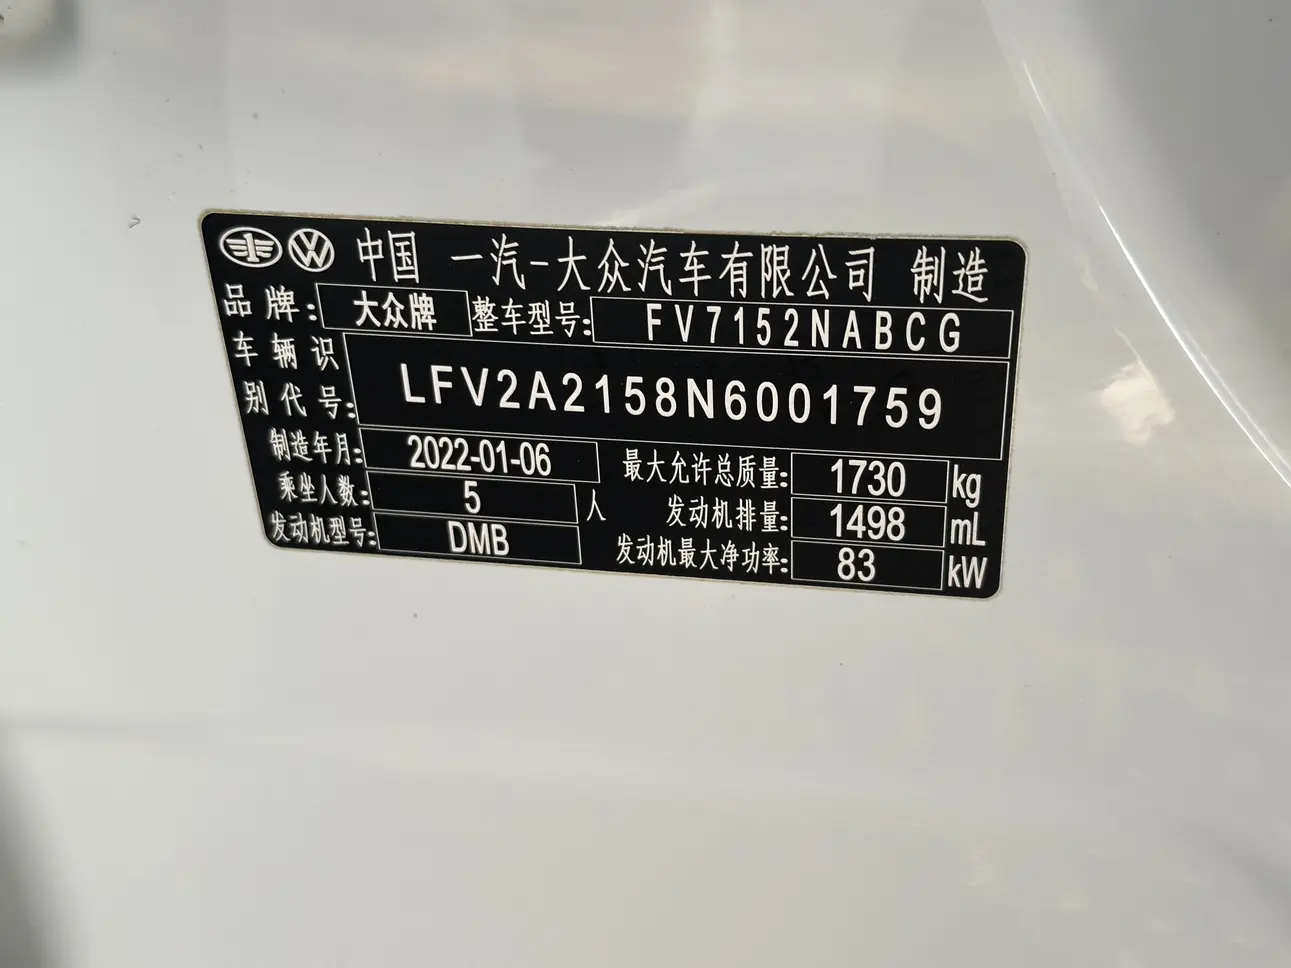 中国 一汽-大众汽车有限公司 制造
品牌: 大众牌 整车型号: FV7152NABCG
车辆识别代号: LFV2A2158N6001759
制造年月: 2022-01-06 最大允许总质量: 1730 kg
乘坐人数: 5 人 发动机排量: 1498 mL
发动机型号: DMB 发动机最大净功率: 83 kW